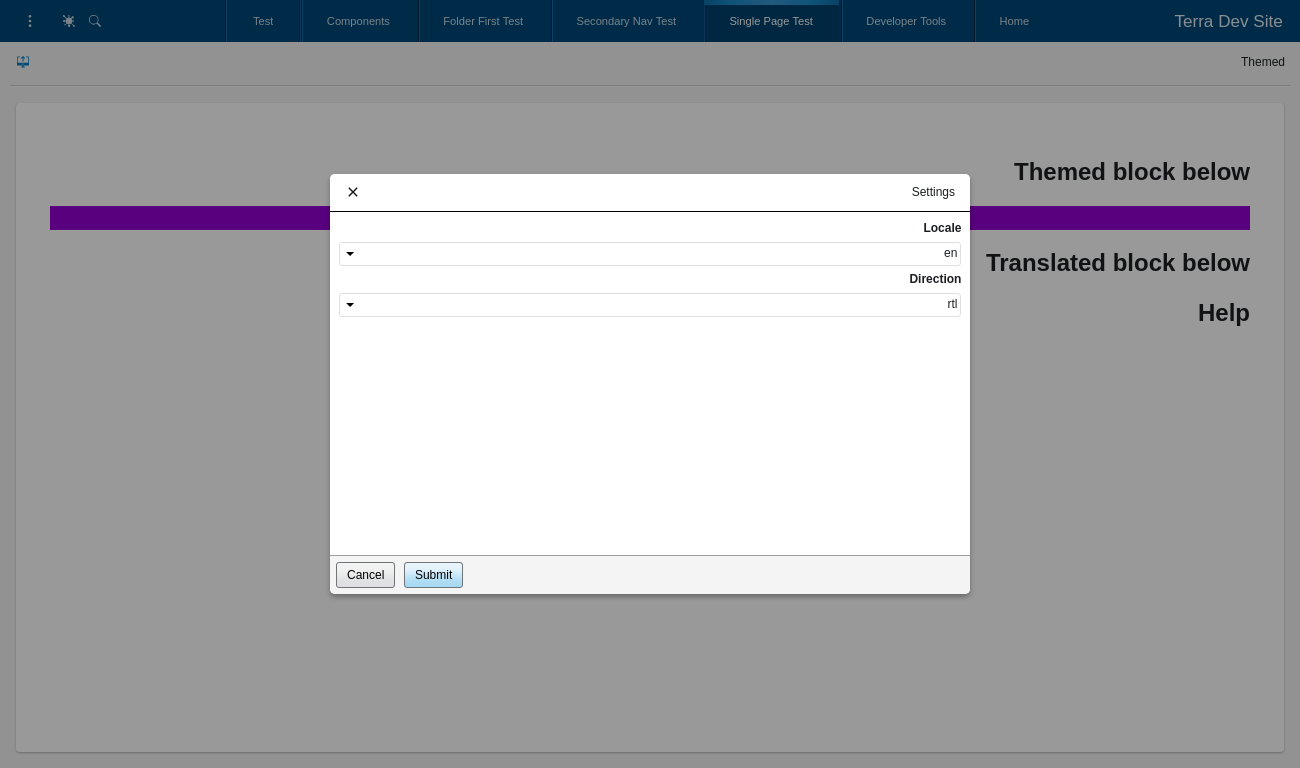 Test Components Folder First Test Secondary Nav Test Single Page Test Developer Tools Home Terra Dev Site
Themed
Themed block below
Translated block below
Help
Settings
Locale
en
Direction
rtl
Cancel Submit